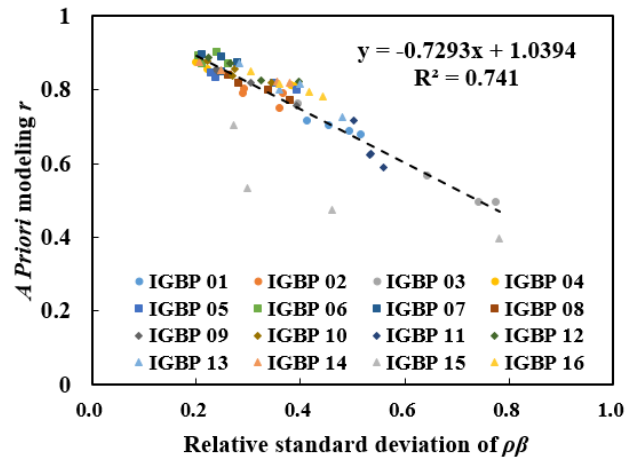 y = -0.7293x + 1.0394
R² = 0.741
1
0.8
0.6
0.4
0.2
0
A Priori modeling r
IGBP 01 IGBP 02 IGBP 03 IGBP 04
IGBP 05 IGBP 06 IGBP 07 IGBP 08
IGBP 09 IGBP 10 IGBP 11 IGBP 12
IGBP 13 IGBP 14 IGBP 15 IGBP 16
0.0 0.2 0.4 0.6 0.8 1.0
Relative standard deviation of ρβ